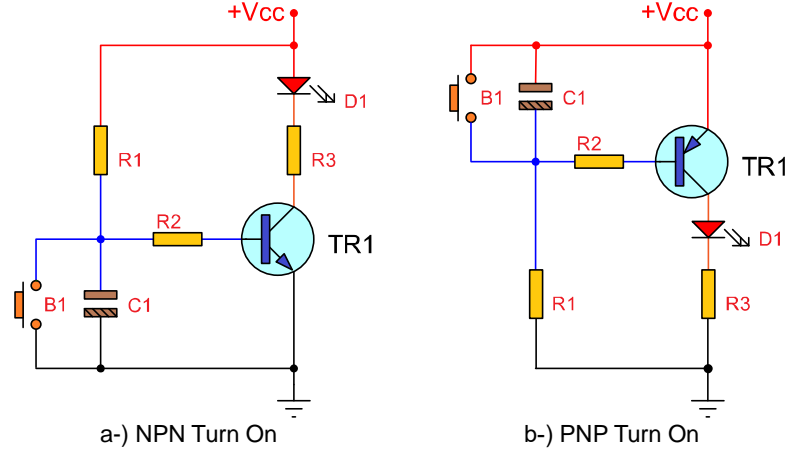 +Vcc
D1
R1
R3
R2
TR1
B1
C1
a-) NPN Turn On
+Vcc
B1
C1
R2
TR1
D1
R1
R3
b-) PNP Turn On